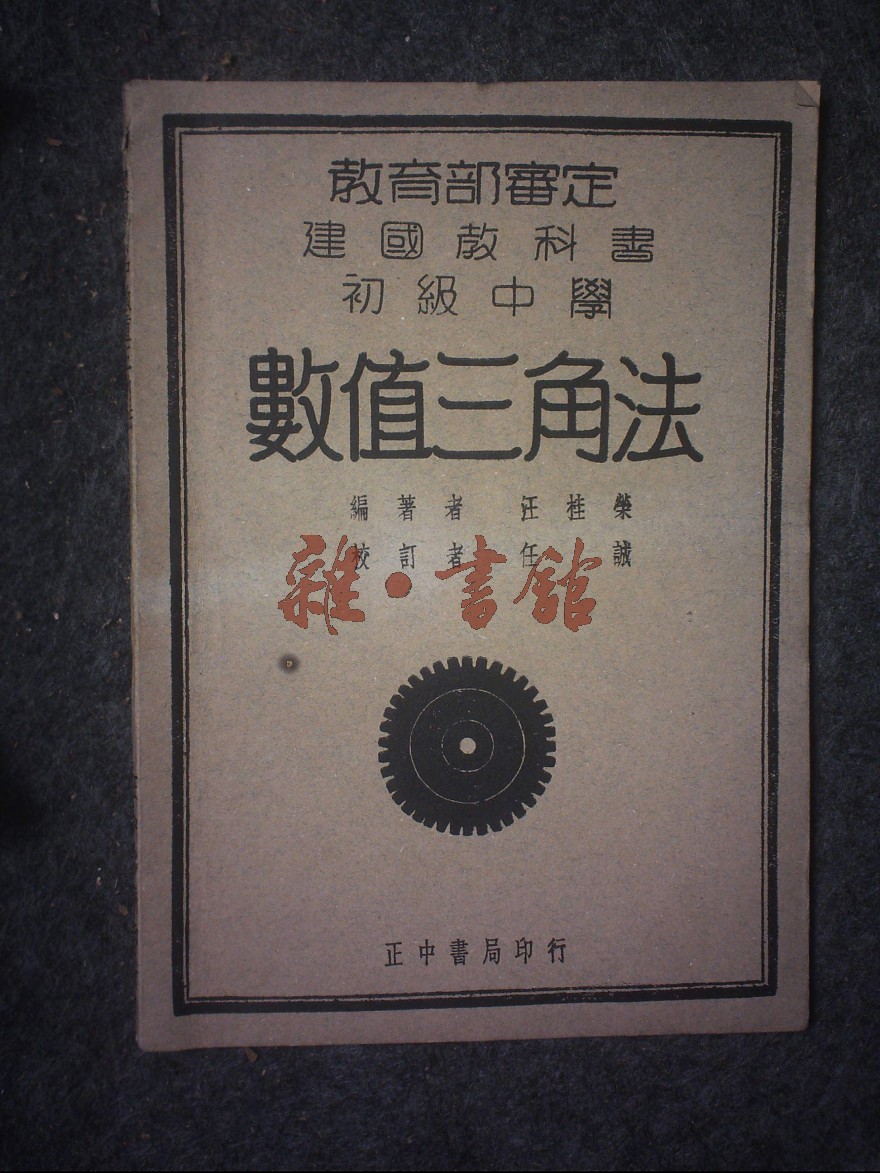 教育部審定
建國教科書
初級中學
數值三角法
編著者 汪桂榮
校訂者 任誠
雜·書館
正中書局印行